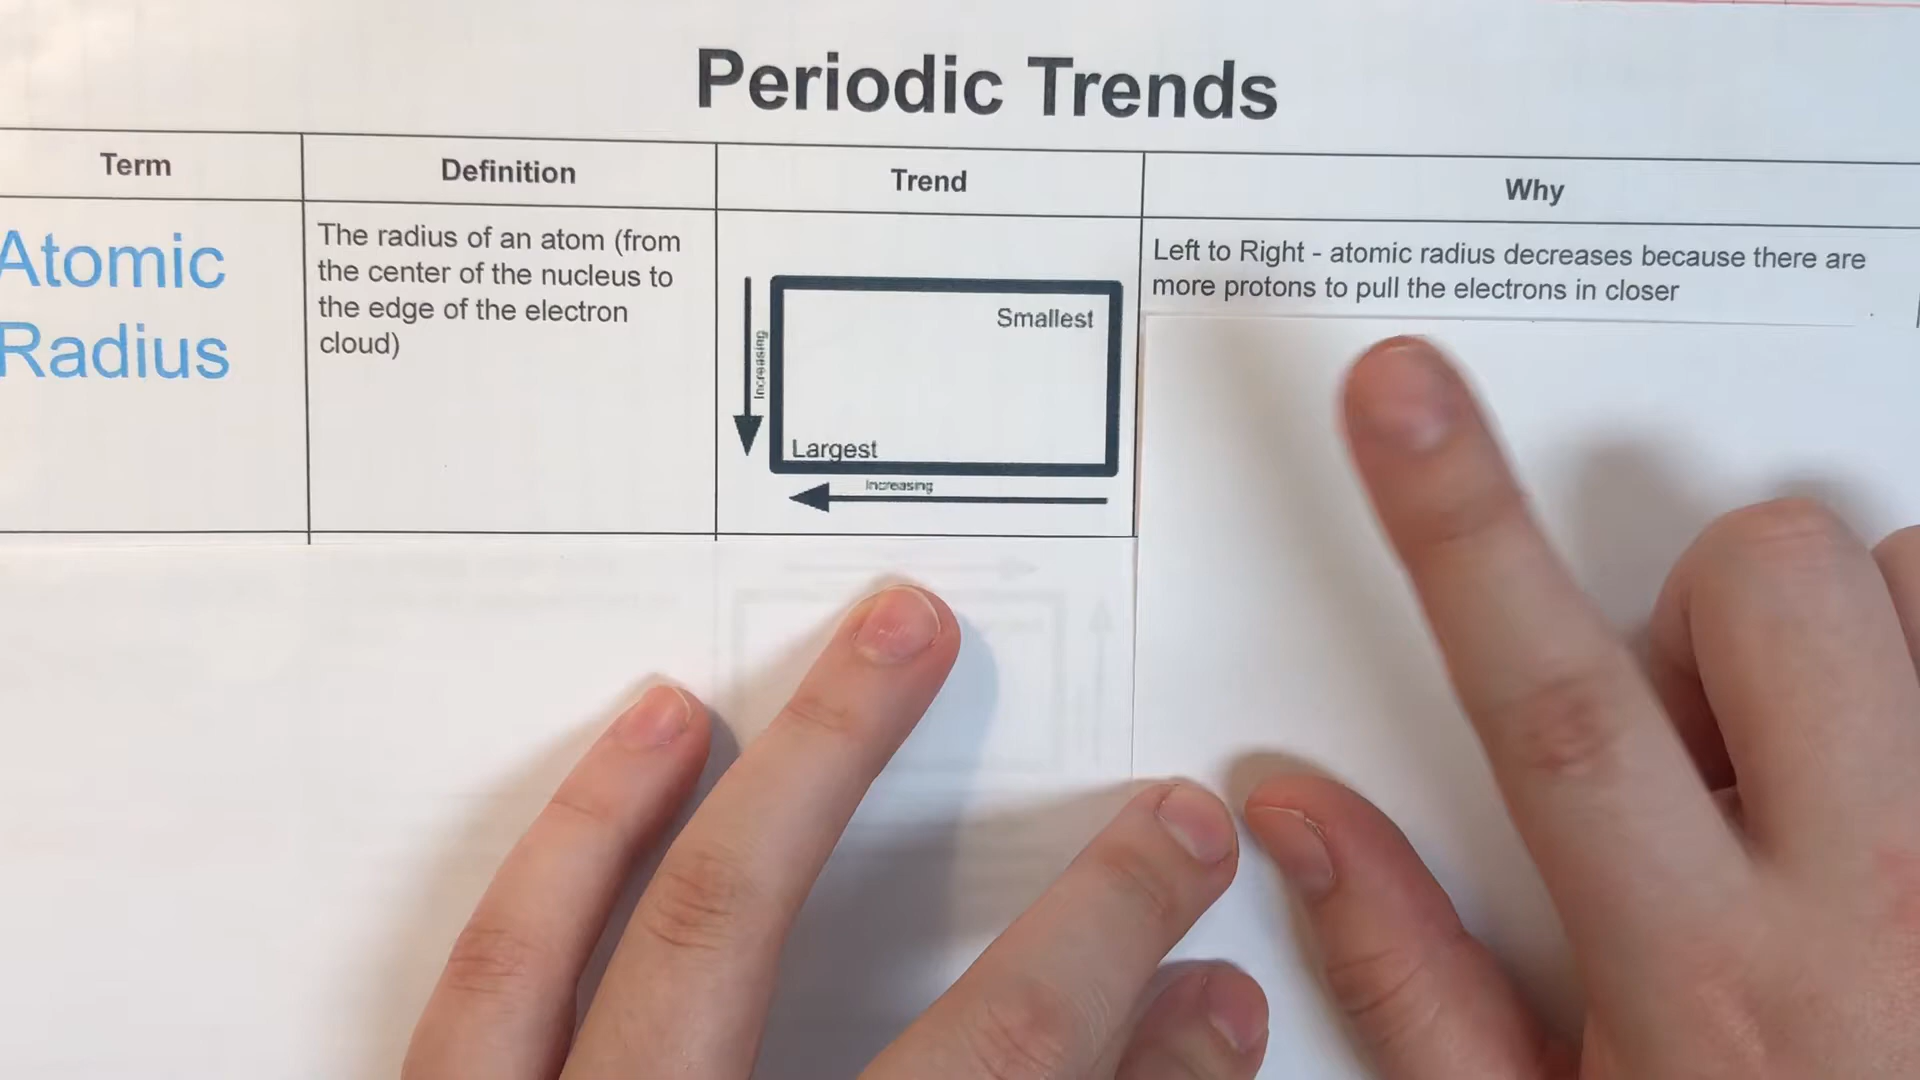 Periodic Trends
Term
Definition
Trend
Why
Atomic
Radius
The radius of an atom (from
the center of the nucleus to
the edge of the electron
cloud)
Increasing
Smallest
Largest
Increasing
Left to Right - atomic radius decreases because there are
more protons to pull the electrons in closer